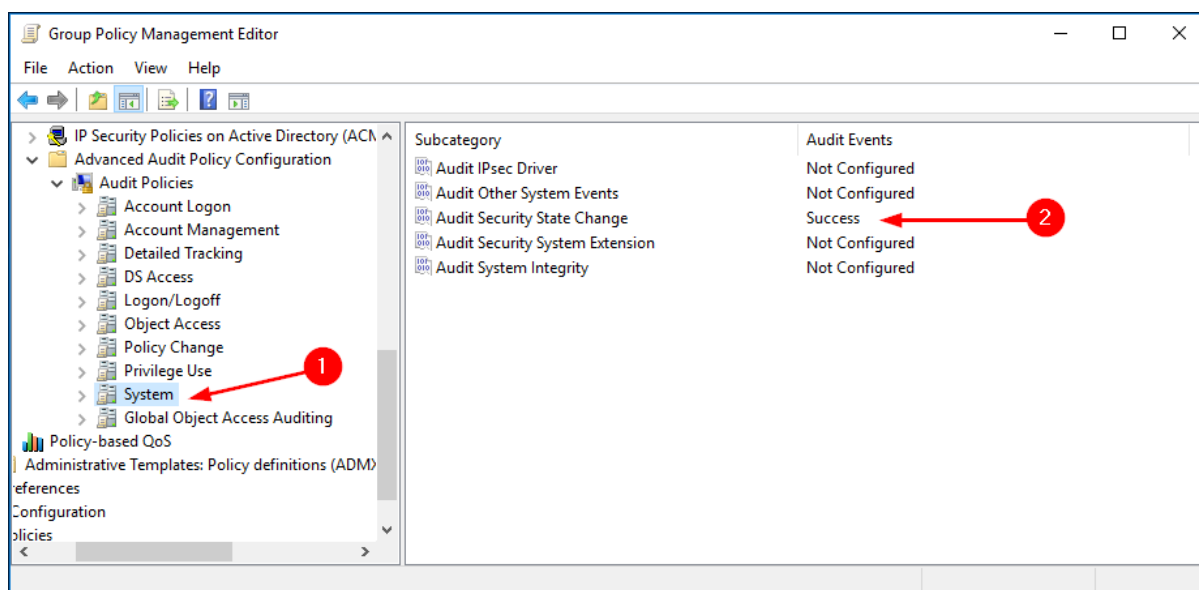 Group Policy Management Editor
File Action View Help
IP Security Policies on Active Directory (ACN
Advanced Audit Policy Configuration
Audit Policies
Account Logon
Account Management
Detailed Tracking
DS Access
Logon/Logoff
Object Access
Policy Change
Privilege Use
System
Global Object Access Auditing
Policy-based QoS
Administrative Templates: Policy definitions (ADMX
references
Configuration
olicies
1
Subcategory Audit Events
Audit IPsec Driver Not Configured
Audit Other System Events Not Configured
Audit Security State Change Success
2
Audit Security System Extension Not Configured
Audit System Integrity Not Configured